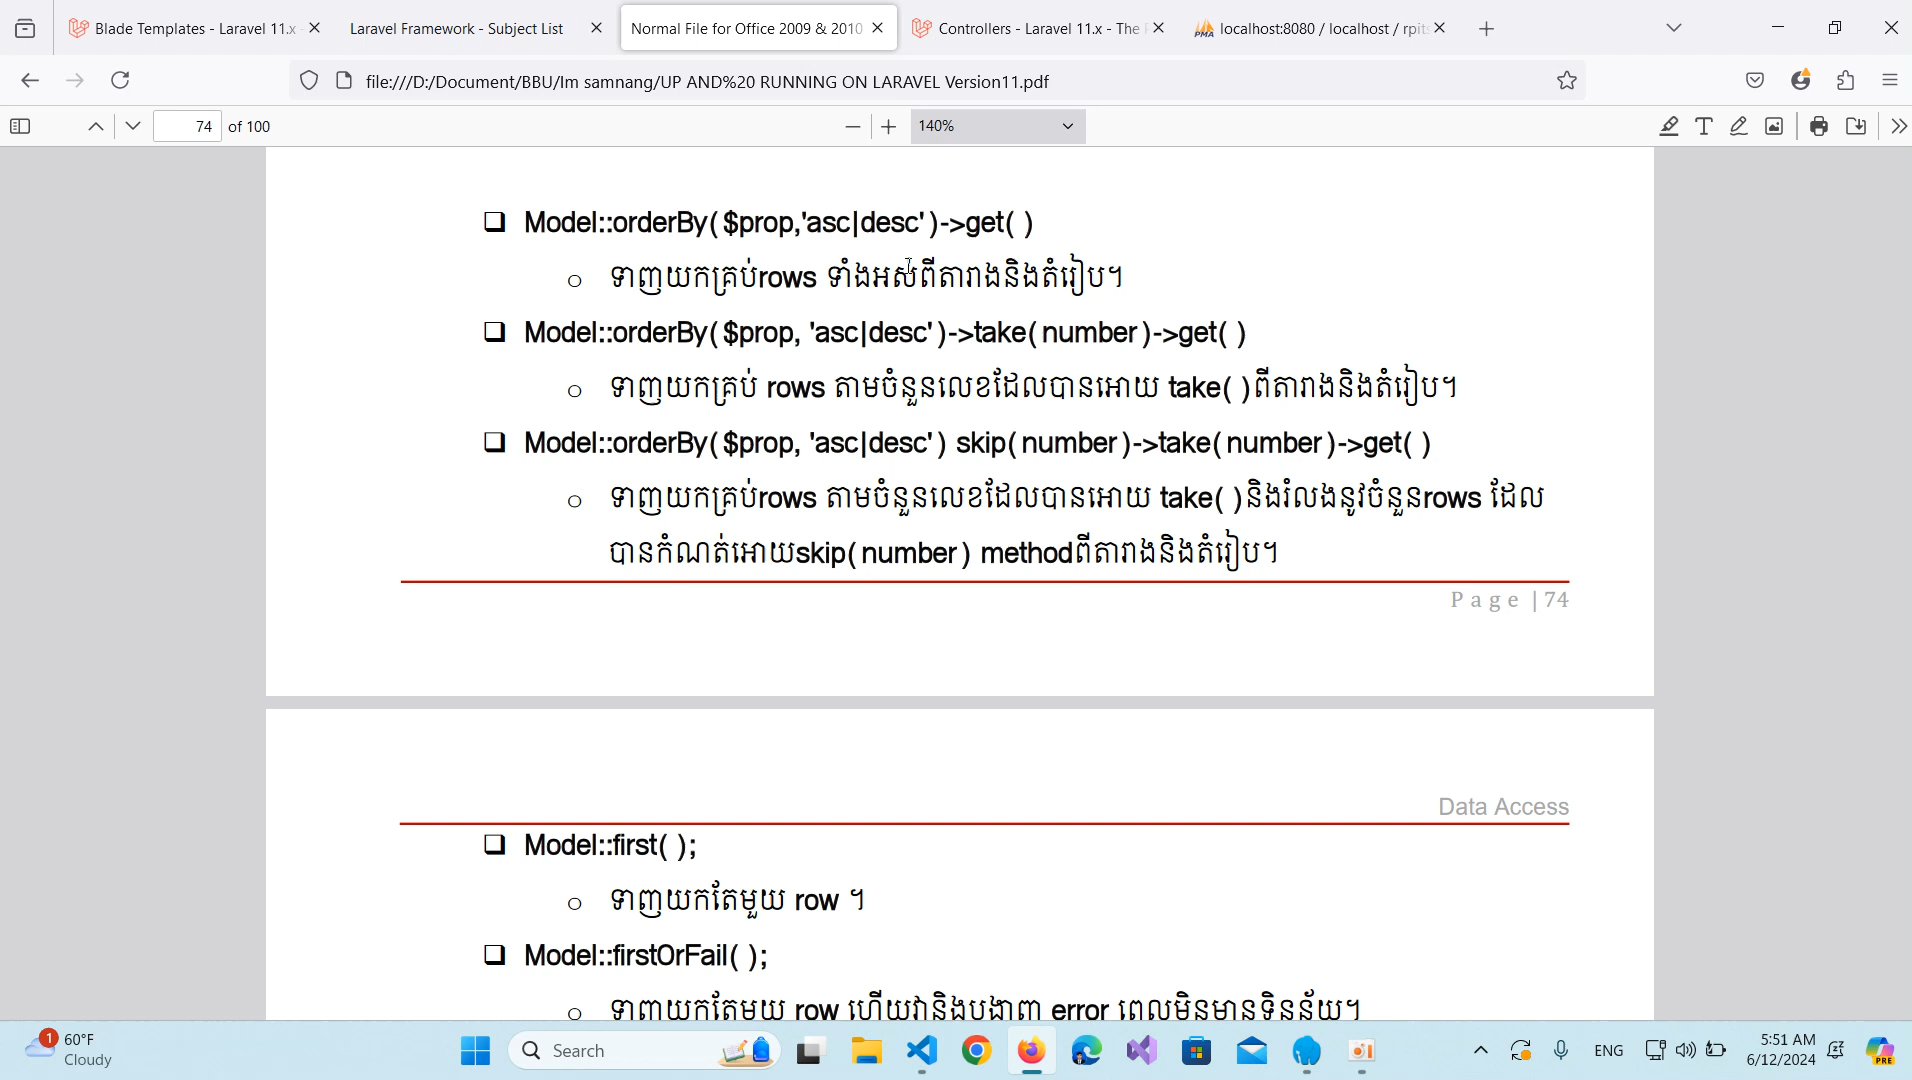 Blade Templates - Laravel 11.x
Laravel Framework - Subject List
Normal File for Office 2009 & 2010
Controllers - Laravel 11.x - The
localhost:8080 / localhost / rpits
file:///D:/Document/BBU/Im samnang/UP AND%20 RUNNING ON LARAVEL Version11.pdf
74 of 100
140%
❑ Model::orderBy($prop,'asc|desc')->get( )
o ទាញយកគ្រប់rows ទាំងអស់ពីតារាងនិងតំរៀប។
❑ Model::orderBy($prop, 'asc|desc')->take(number)->get( )
o ទាញយកគ្រប់ rows តាមចំនួនលេខដែលបានអោយ take( )ពីតារាងនិងតំរៀប។
❑ Model::orderBy($prop, 'asc|desc') skip(number)->take(number)->get( )
o ទាញយកគ្រប់rows តាមចំនួនលេខដែលបានអោយ take( )និងរំលងនូវចំនួនrows ដែល
បានកំណត់អោយskip(number) methodពីតារាងនិងតំរៀប។
Page |74
Data Access
❑ Model::first( );
o ទាញយកតែមួយ row ។
❑ Model::firstOrFail( );
o ទាញយកតែមួយ row ហើយវានិងបង្ហាញ error ពេលមិនមានទិន្នន័យ។
1
60°F
Cloudy
Search
ENG
5:51 AM
6/12/2024
PRE